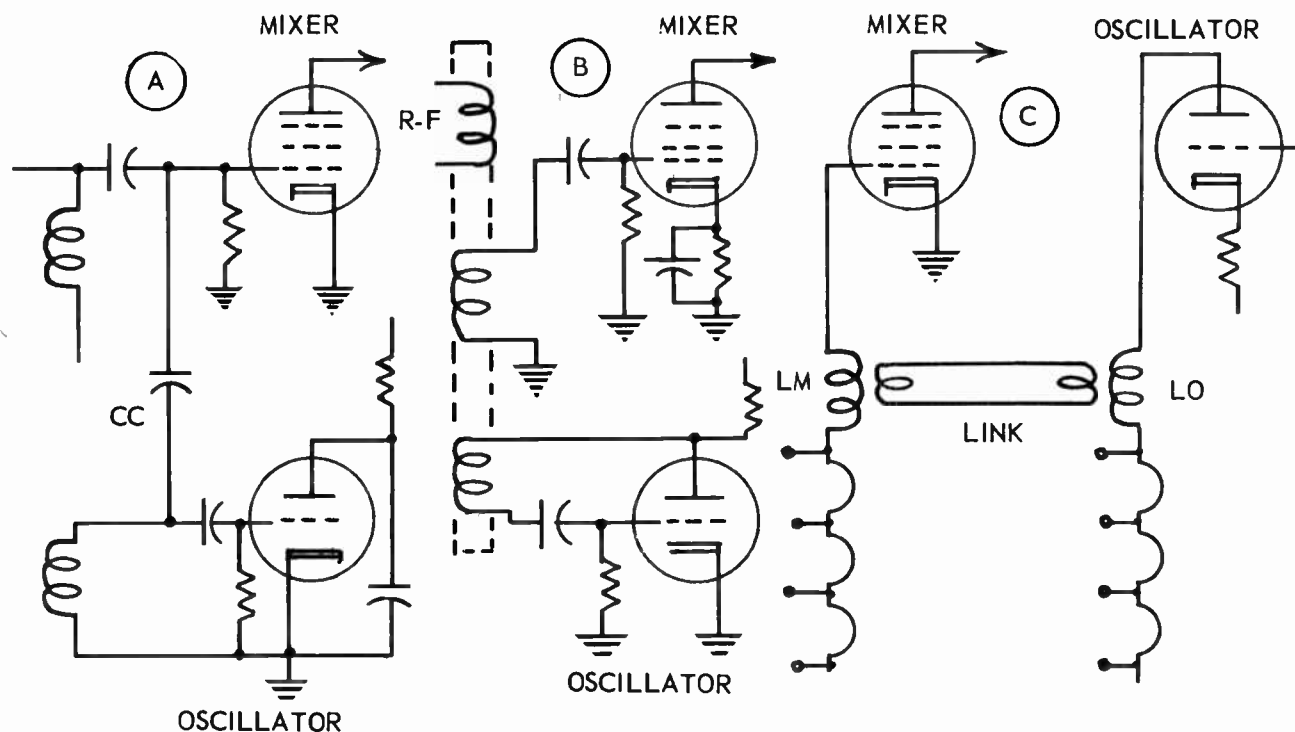 MIXER
MIXER
MIXER
OSCILLATOR
A
B
C
R-F
CC
LM
LINK
LO
OSCILLATOR
OSCILLATOR